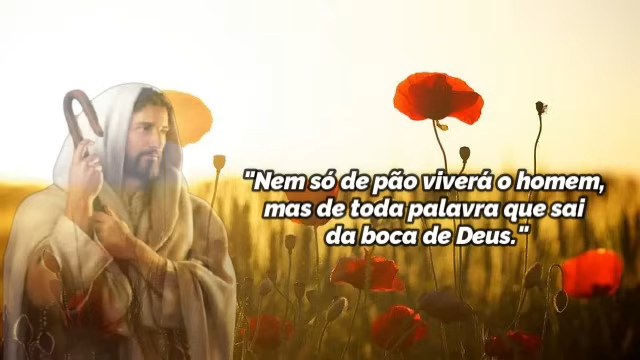 "Nem só de pão viverá o homem,
mas de toda palavra que sai
da boca de Deus."